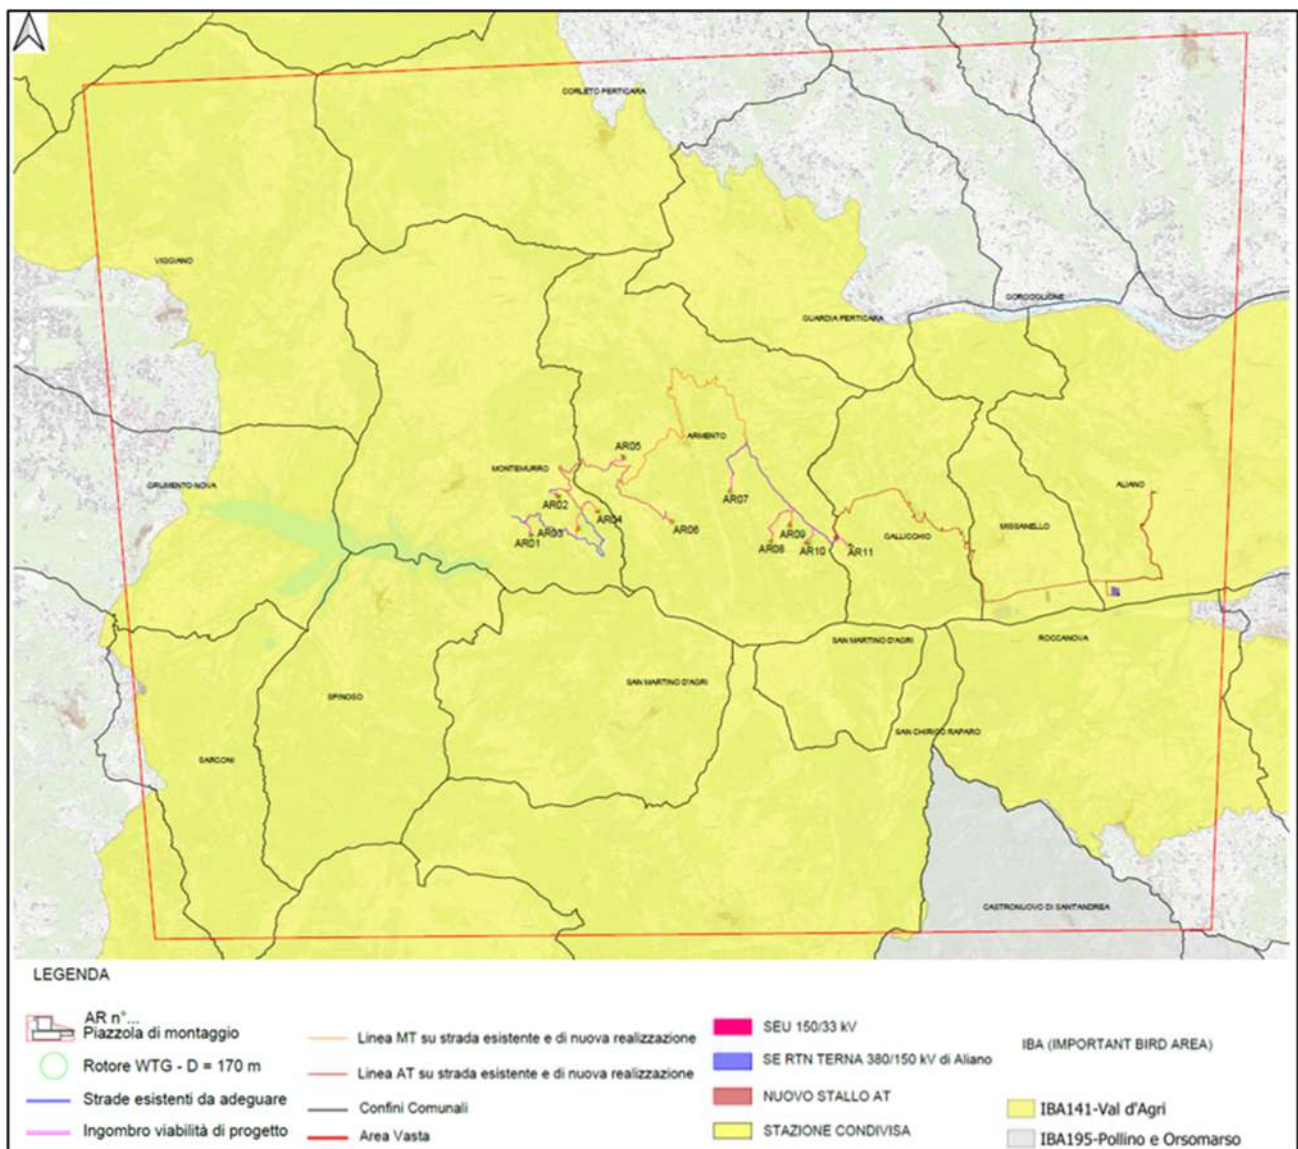 CORLETO PERTICARA
VIGGIANO
GORGOGLIONE
GUARDIA PERTICARA
ARMENTO
AR05
MONTEMURRO
GRUMENTO NOVA
ALIANO
AR02
AR07
AR04
AR06
AR03
AR09
MISSANELLO
GALLICCHIO
AR01
AR08
AR10
AR11
SAN MARTINO D'AGRI
ROCCANOVA
SAN MARTINO D'AGRI
SPINOSO
SAN CHIRICO RAPARO
SARCONI
CASTRONUOVO DI SANT'ANDREA
LEGENDA
AR n°...
Piazzola di montaggio
Rotore WTG - D = 170 m
Strade esistenti da adeguare
Ingombro viabilità di progetto
Linea MT su strada esistente e di nuova realizzazione
Linea AT su strada esistente e di nuova realizzazione
Confini Comunali
Area Vasta
SEU 150/33 kV
SE RTN TERNA 380/150 kV di Aliano
NUOVO STALLO AT
STAZIONE CONDIVISA
IBA (IMPORTANT BIRD AREA)
IBA141-Val d'Agri
IBA195-Pollino e Orsomarso